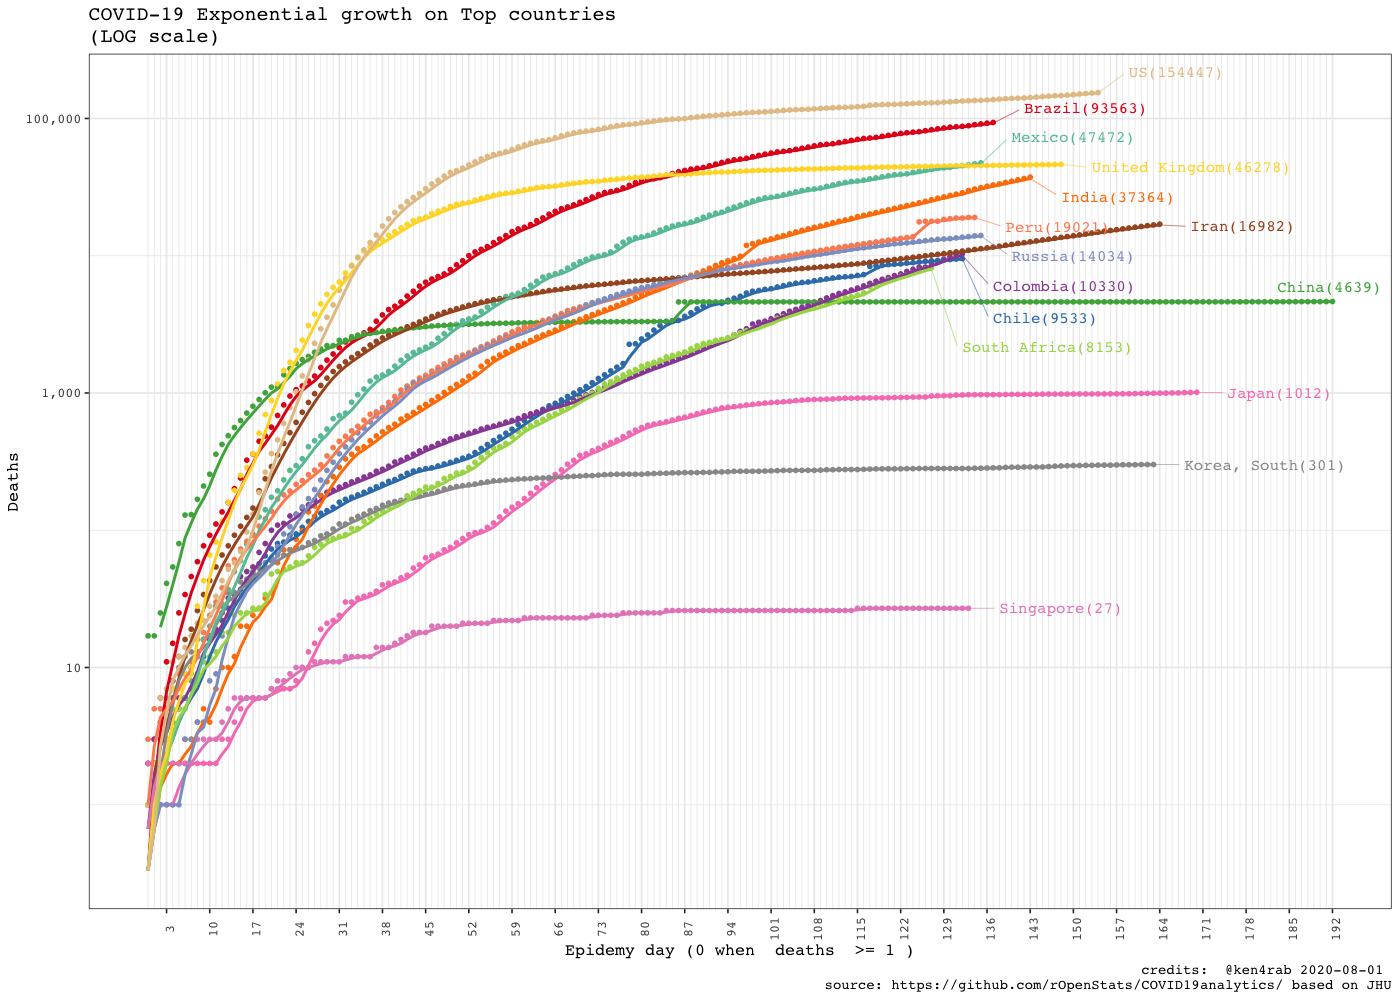 COVID-19 Exponential growth on Top countries
(LOG scale)
US(154447)
100,000
Brazil(93563)
Mexico(47472)
United Kingdom(46278)
India(37364)
Peru(19021)
Iran(16982)
Russia(14034)
Colombia(10330)
China(4639)
Chile(9533)
South Africa(8153)
1,000
Japan(1012)
Korea, South(301)
Deaths
Singapore(27)
10
3 10 17 24 31 38 45 52 59 66 73 80 87 94 101 108 115 122 129 136 143 150 157 164 171 178 185 192
Epidemy day (0 when  deaths  >= 1 )
credits:  @ken4rab 2020-08-01
source: https://github.com/rOpenStats/COVID19analytics/ based on JHU